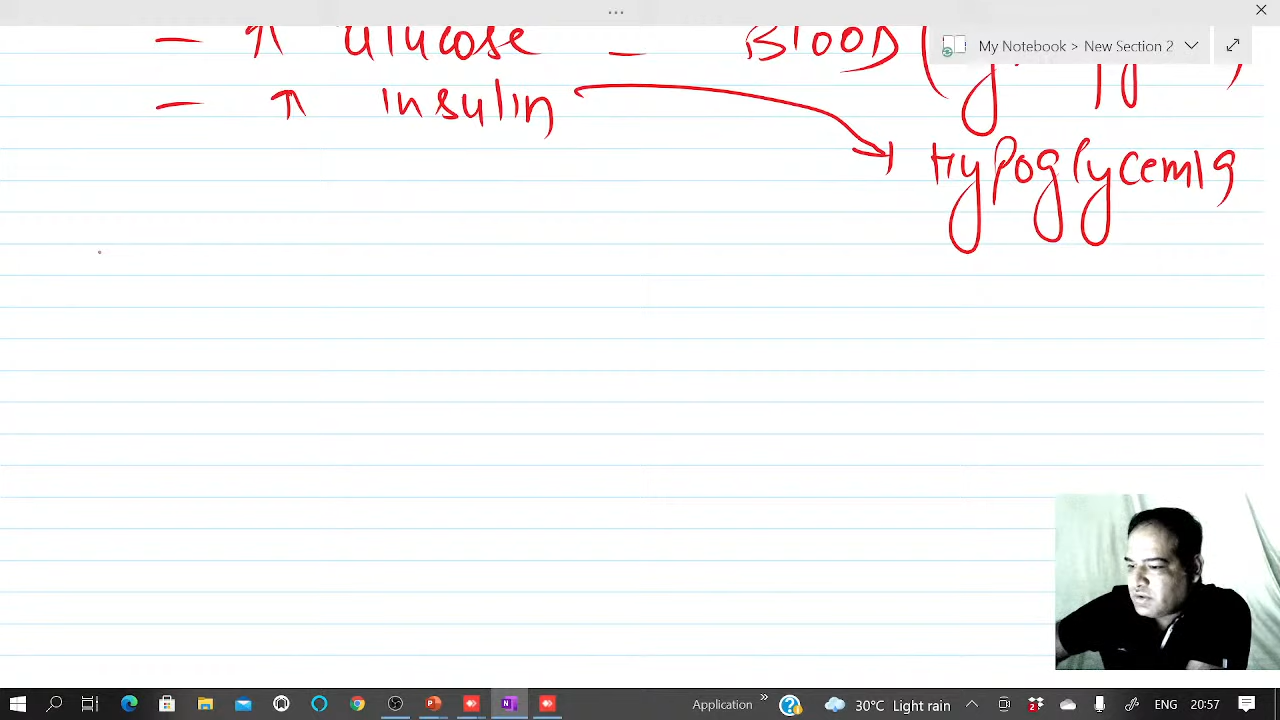 ...
- ↑ Glucose - Blood (
My Notebook - New Section 2
- ↑ insulin → Hypoglycemia
Application
30°C Light rain
ENG
20:57